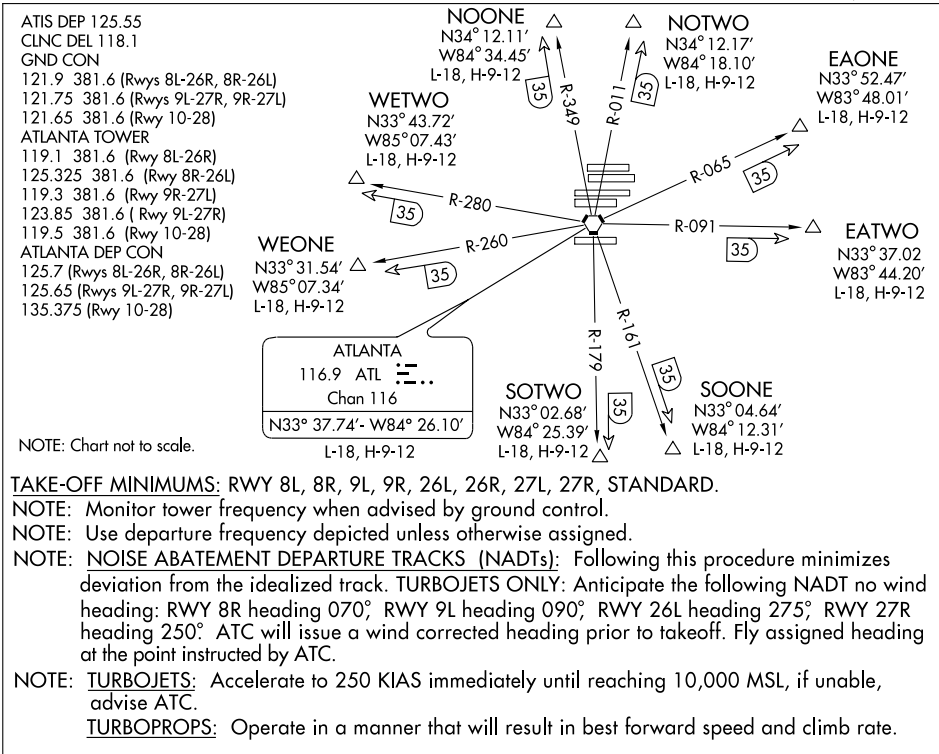 ATIS DEP 125.55
CLNC DEL 118.1
GND CON
121.9 381.6 (Rwys 8L-26R, 8R-26L)
121.75 381.6 (Rwys 9L-27R, 9R-27L)
121.65 381.6 (Rwy 10-28)
ATLANTA TOWER
119.1 381.6 (Rwy 8L-26R)
125.325 381.6 (Rwy 8R-26L)
119.3 381.6 (Rwy 9R-27L)
123.85 381.6 ( Rwy 9L-27R)
119.5 381.6 (Rwy 10-28)
ATLANTA DEP CON
125.7 (Rwys 8L-26R, 8R-26L)
125.65 (Rwys 9L-27R, 9R-27L)
135.375 (Rwy 10-28)
NOONE
N34° 12.11'
W84° 34.45'
L-18, H-9-12
35
R-349
NOTWO
N34° 12.17'
W84° 18.10'
L-18, H-9-12
35
R-011
EAONE
N33° 52.47'
W83° 48.01'
L-18, H-9-12
R-065
35
WETWO
N33° 43.72'
W85° 07.43'
L-18, H-9-12
R-280
35
WEONE
N33° 31.54'
W85° 07.34'
L-18, H-9-12
R-260
35
R-091
35
EATWO
N33° 37.02
W83° 44.20'
L-18, H-9-12
ATLANTA
116.9 ATL
Chan 116
N33° 37.74'- W84° 26.10'
L-18, H-9-12
R-179
35
SOTWO
N33° 02.68'
W84° 25.39'
L-18, H-9-12
R-161
35
SOONE
N33° 04.64'
W84° 12.31'
L-18, H-9-12
NOTE: Chart not to scale.
TAKE-OFF MINIMUMS: RWY 8L, 8R, 9L, 9R, 26L, 26R, 27L, 27R, STANDARD.
NOTE: Monitor tower frequency when advised by ground control.
NOTE: Use departure frequency depicted unless otherwise assigned.
NOTE: NOISE ABATEMENT DEPARTURE TRACKS (NADTs): Following this procedure minimizes
deviation from the idealized track. TURBOJETS ONLY: Anticipate the following NADT no wind
heading: RWY 8R heading 070°, RWY 9L heading 090°, RWY 26L heading 275°, RWY 27R
heading 250°. ATC will issue a wind corrected heading prior to takeoff. Fly assigned heading
at the point instructed by ATC.
NOTE: TURBOJETS: Accelerate to 250 KIAS immediately until reaching 10,000 MSL, if unable,
advise ATC.
TURBOPROPS: Operate in a manner that will result in best forward speed and climb rate.